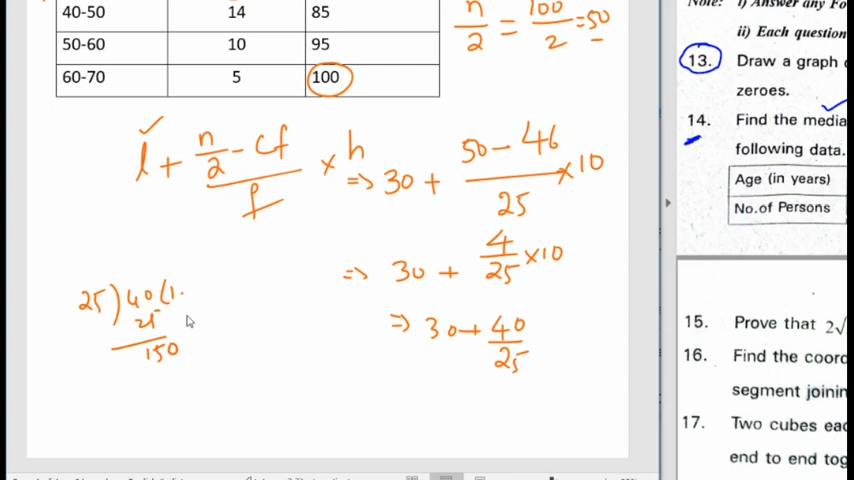 40-50 14 85
50-60 10 95
60-70 5 100
n/2 = 100/2 = 50
l + (n/2 - cf)/f × h => 30 + (50 - 46)/25 × 10
=> 30 + 4/25 × 10
=> 30 + 40/25
25 ) 40 ( 1.
25
150
ii) Each question
13. Draw a graph
zeroes.
14. Find the media
following data.
Age (in years)
No.of Persons
15. Prove that 2√
16. Find the coord
segment joinin
17. Two cubes eac
end to end tog